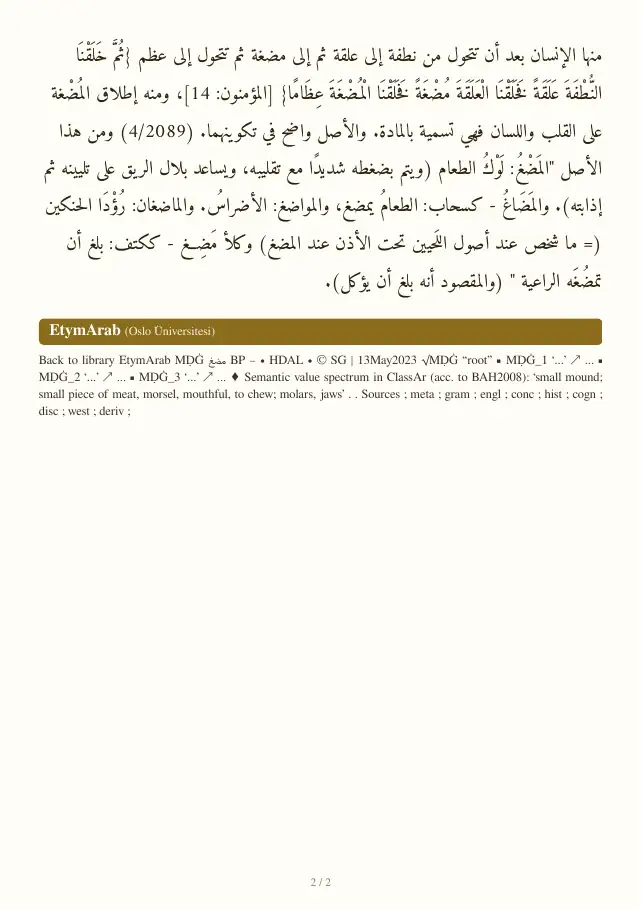 منها الإنسان بعد أن تتحول من نطفة إلى علقة ثم إلى مضغة ثم تتحول إلى عظم {ثُمَّ خَلَقْنَا
النُّطْفَةَ عَلَقَةً فَخَلَقْنَا الْعَلَقَةَ مُضْغَةً فَخَلَقْنَا الْمُضْغَةَ عِظَامًا} [المؤمنون: 14]، ومنه إطلاق المُضْغة
على القلب واللسان فهي تسمية بالمادة. والأصل واضح في تكوينهما. (4/2089) ومن هذا
الأصل "المَضْغُ: لَوْكُ الطعام (ويتم بضغطه شديدًا مع تقليبه، ويساعد بلال الريق على تليينه ثم
إذابته). والمَضَاغُ - كسحاب: الطعامُ يمضغ، والمواضغ: الأضراسُ. والماضغان: رُؤْدَا الحنكين
(= ما شخص عند أصول اللَحيين تحت الأذن عند المضغ) وكلأ مَضِـغ - ككتف: بلغ أن
تمضُغَه الراعية " (والمقصود أنه بلغ أن يؤكل).
EtymArab (Oslo Üniversitesi)
Back to library EtymArab MḌĠ مضغ BP – • HDAL • © SG | 13May2023 √MḌĠ “root” ▪ MḌĠ_1 ‘...’ ↗ ... ▪
MḌĠ_2 ‘...’ ↗ ... ▪ MḌĠ_3 ‘...’ ↗ ... ♦ Semantic value spectrum in ClassAr (acc. to BAH2008): ‘small mound;
small piece of meat, morsel, mouthful, to chew; molars, jaws’ . . Sources ; meta ; gram ; engl ; conc ; hist ; cogn ;
disc ; west ; deriv ;
2 / 2